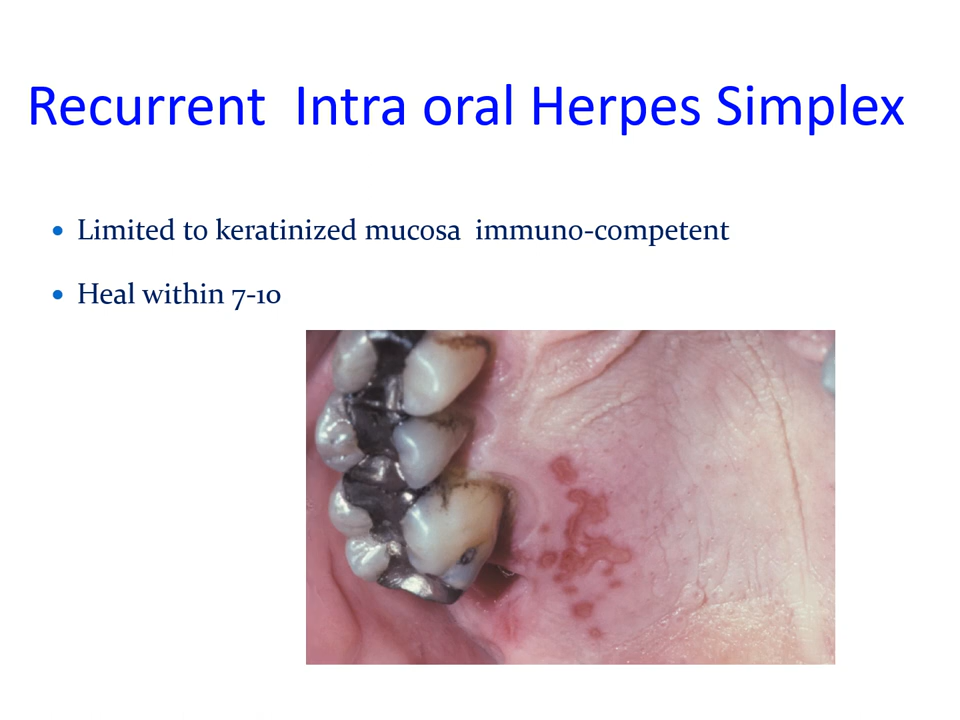 Recurrent Intra oral Herpes Simplex
• Limited to keratinized mucosa immuno-competent
• Heal within 7-10